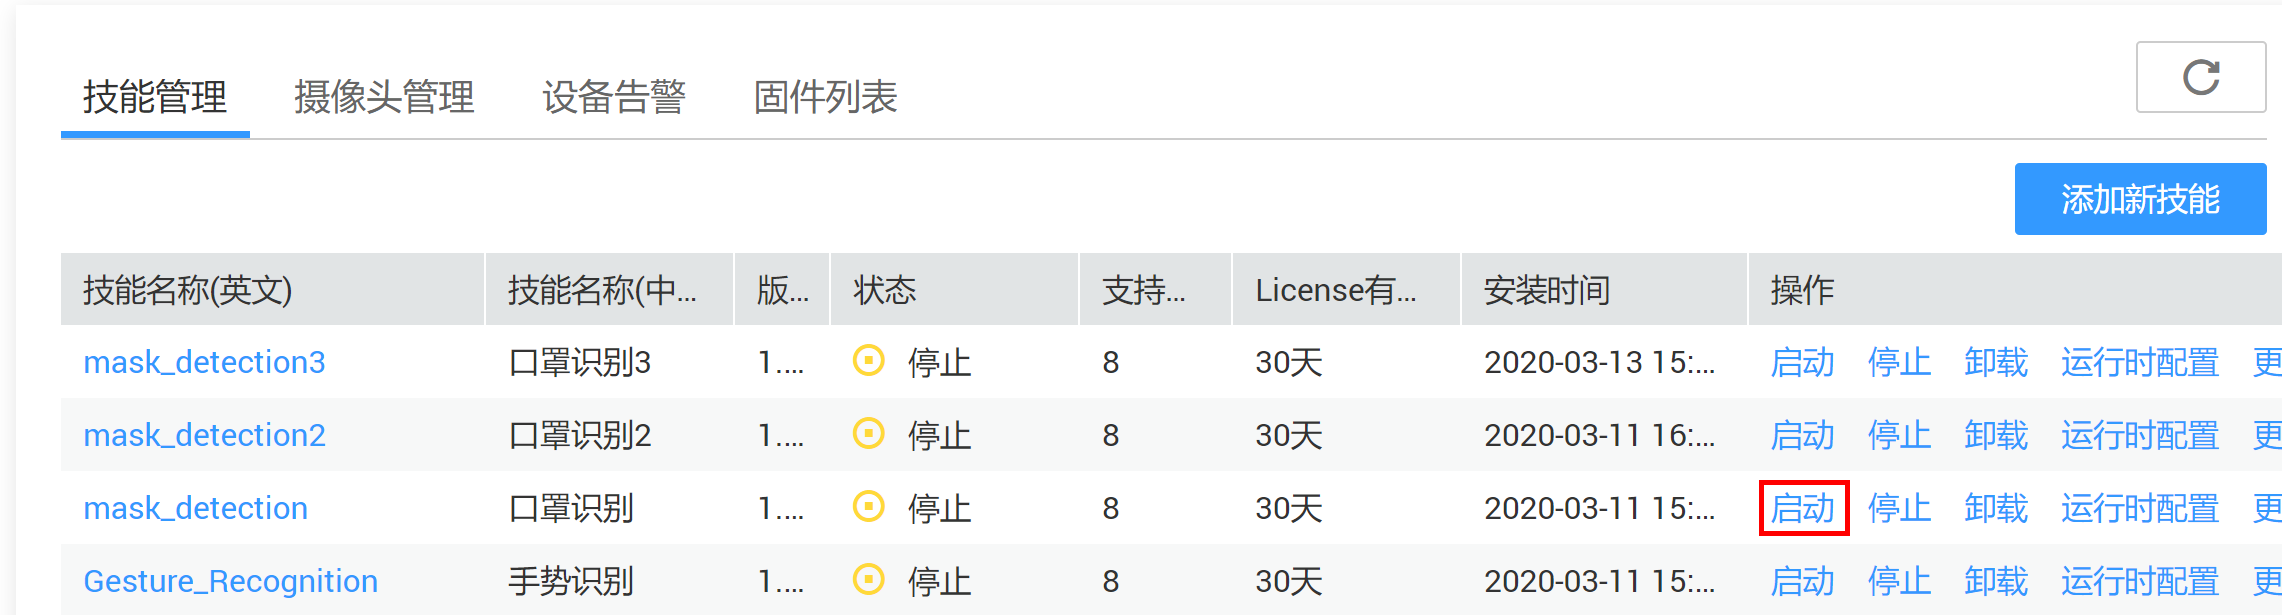 技能管理 摄像头管理 设备告警 固件列表
添加新技能
技能名称(英文) 技能名称(中... 版... 状态 支持... License有... 安装时间 操作
mask_detection3 口罩识别3 1.... 停止 8 30天 2020-03-13 15:... 启动 停止 卸载 运行时配置 更
mask_detection2 口罩识别2 1.... 停止 8 30天 2020-03-11 16:... 启动 停止 卸载 运行时配置 更
mask_detection 口罩识别 1.... 停止 8 30天 2020-03-11 15:... 启动 停止 卸载 运行时配置 更
Gesture_Recognition 手势识别 1.... 停止 8 30天 2020-03-11 15:... 启动 停止 卸载 运行时配置 更